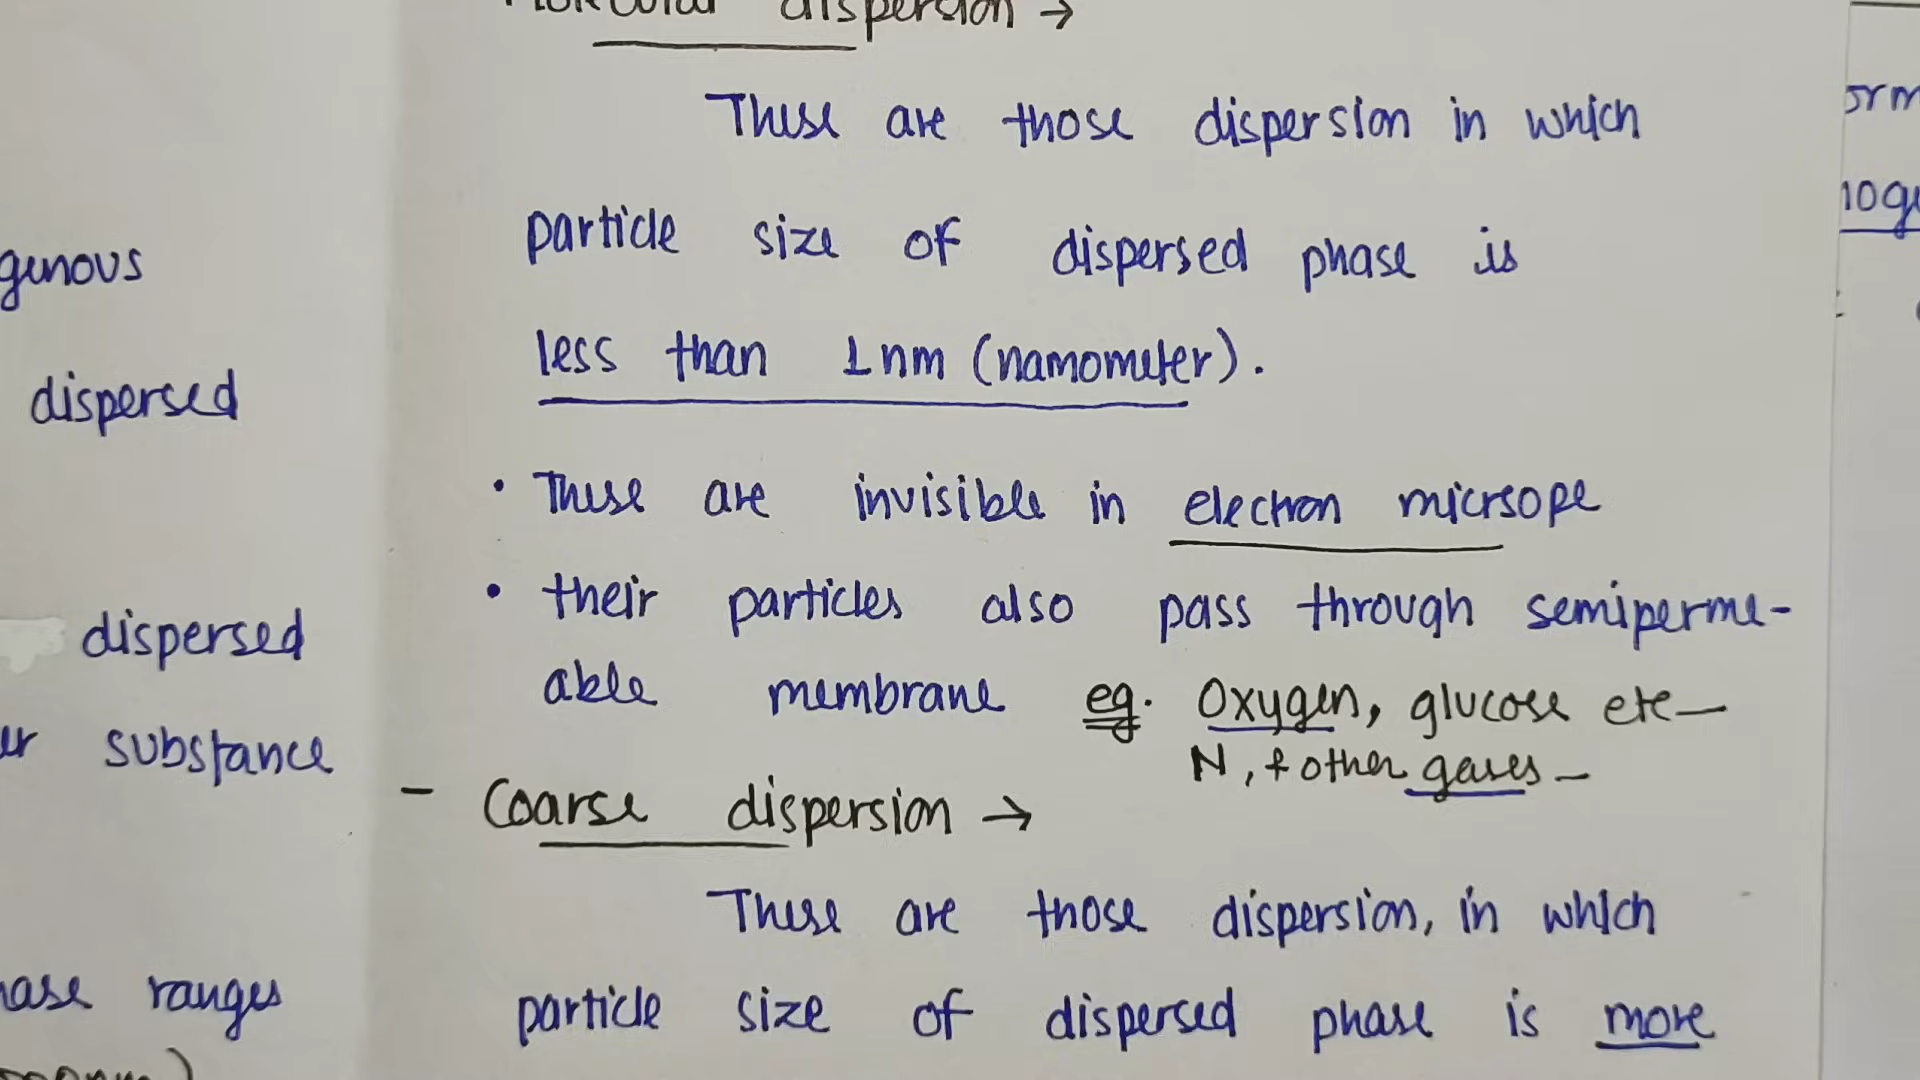 genous
dispersed
dispersed
substance
ranges
Molecular dispersion →
These are those dispersion in which
particle size of dispersed phase is
less than 1nm (namometer).
• These are invisible in electron micrsope
• their particles also pass through semiperme-
able membrane eg. Oxygen, glucose etc—
N, & other gases —
- Coarse dispersion →
These are those dispersion, in which
particle size of dispersed phase is more